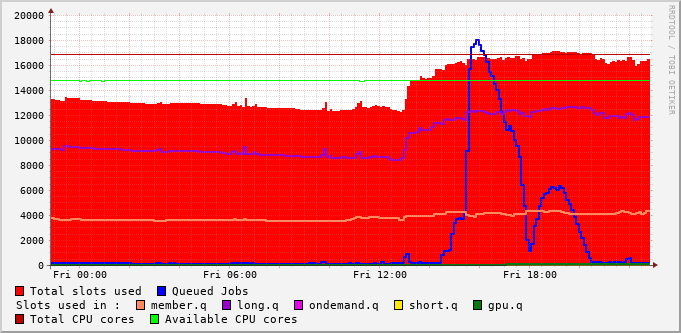 20000
18000
16000
14000
12000
10000
8000
6000
4000
2000
0
Fri 00:00 Fri 06:00 Fri 12:00 Fri 18:00
RRDTOOL / TOBI OETIKER
Total slots used Queued Jobs
Slots used in : member.q long.q ondemand.q short.q gpu.q
Total CPU cores Available CPU cores